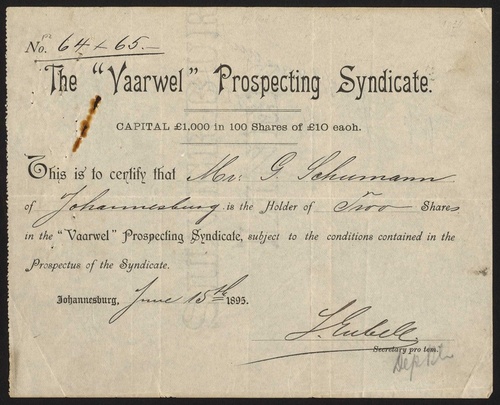 No. 64 & 65.—
The "Vaarwel" Prospecting Syndicate.
CAPITAL £1,000 in 100 Shares of £10 each.
This is to certify that Mr. G. Schumann
of Johannesburg is the Holder of Two Shares
in the "Vaarwel" Prospecting Syndicate, subject to the conditions contained in the
Prospectus of the Syndicate.
Johannesburg, June 15th 1895.
Secretary pro tem.